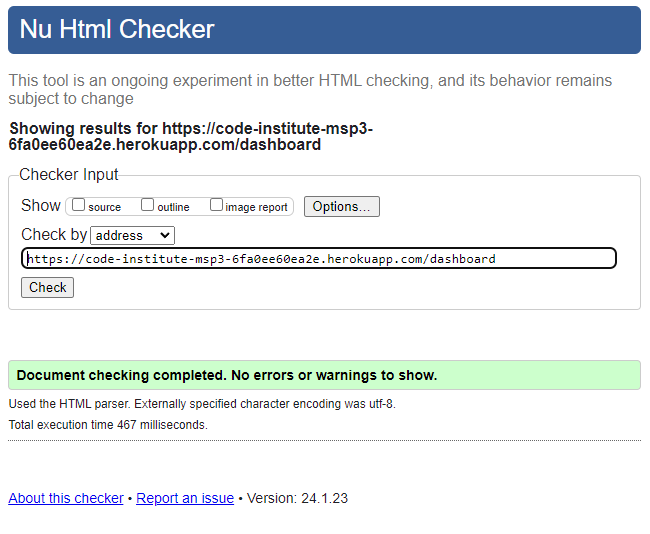 Nu Html Checker
This tool is an ongoing experiment in better HTML checking, and its behavior remains
subject to change
Showing results for https://code-institute-msp3-
6fa0ee60ea2e.herokuapp.com/dashboard
Checker Input
Show source outline image report Options...
Check by address
https://code-institute-msp3-6fa0ee60ea2e.herokuapp.com/dashboard
Check
Document checking completed. No errors or warnings to show.
Used the HTML parser. Externally specified character encoding was utf-8.
Total execution time 467 milliseconds.
About this checker • Report an issue • Version: 24.1.23